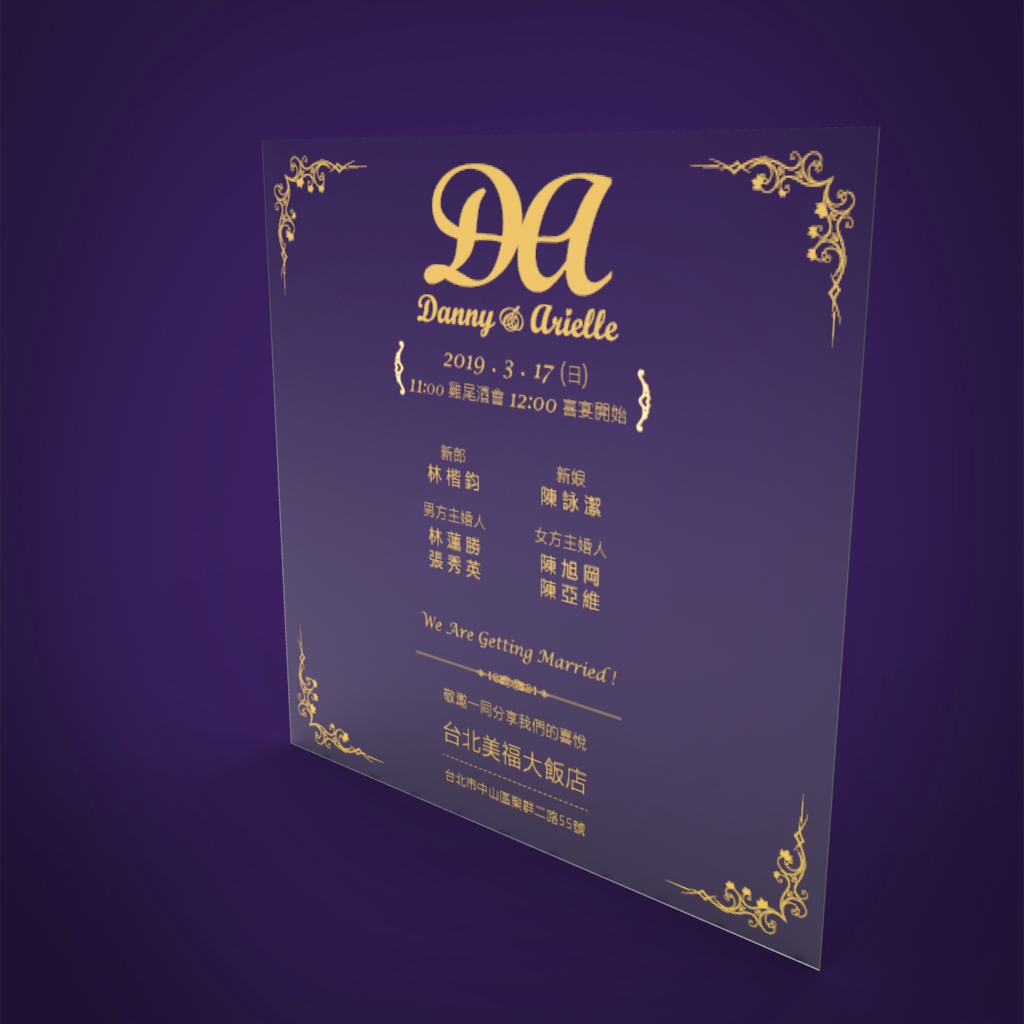 DA
Danny & Arielle
2019 . 3 . 17 (日)
11:00 雞尾酒會 12:00 喜宴開始
新郎
林楷鈞
新娘
陳詠潔
男方主婚人
林蓮勝
張秀英
女方主婚人
陳旭岡
陳亞維
We Are Getting Married !
敬邀一同分享我們的喜悅
台北美福大飯店
台北市中山區樂群二路55號